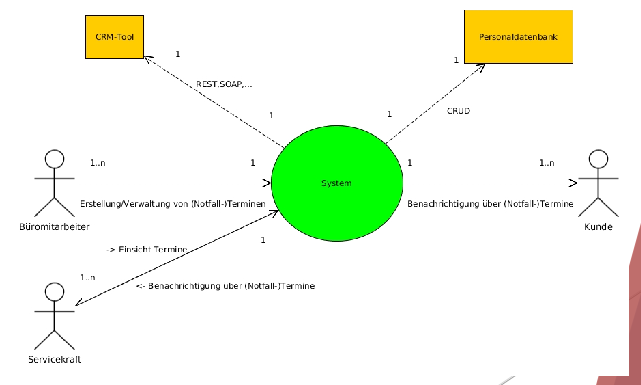 CRM-Tool
Personaldatenbank
1
1
REST,SOAP,...
CRUD
1
1
1..n
1
1
1..n
System
Erstellung/Verwaltung von (Notfall-)Terminen
Benachrichtigung über (Notfall-)Termine
Büromitarbeiter
Kunde
1
-> Einsicht Termine
1..n
<- Benachrichtigung über (Notfall-)Termine
Servicekraft